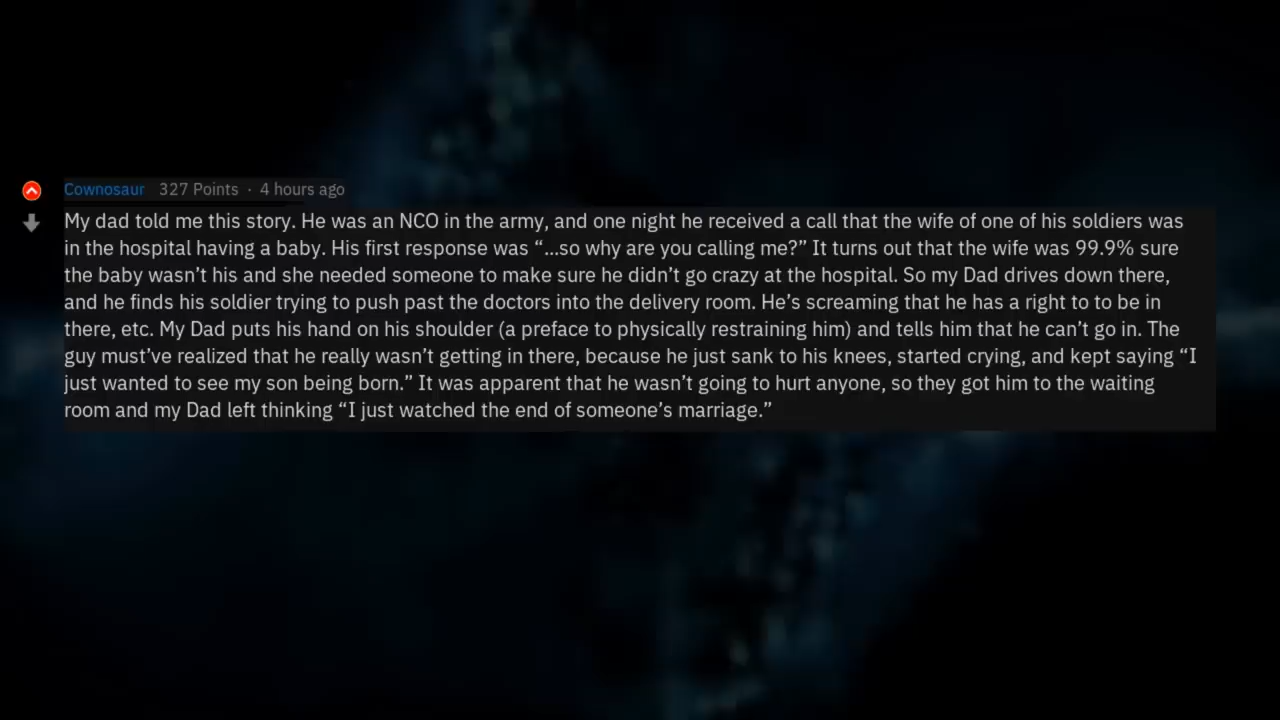 Cownosaur 327 Points · 4 hours ago
My dad told me this story. He was an NCO in the army, and one night he received a call that the wife of one of his soldiers was
in the hospital having a baby. His first response was “...so why are you calling me?” It turns out that the wife was 99.9% sure
the baby wasn’t his and she needed someone to make sure he didn’t go crazy at the hospital. So my Dad drives down there,
and he finds his soldier trying to push past the doctors into the delivery room. He’s screaming that he has a right to to be in
there, etc. My Dad puts his hand on his shoulder (a preface to physically restraining him) and tells him that he can’t go in. The
guy must’ve realized that he really wasn’t getting in there, because he just sank to his knees, started crying, and kept saying “I
just wanted to see my son being born.” It was apparent that he wasn’t going to hurt anyone, so they got him to the waiting
room and my Dad left thinking “I just watched the end of someone’s marriage.”